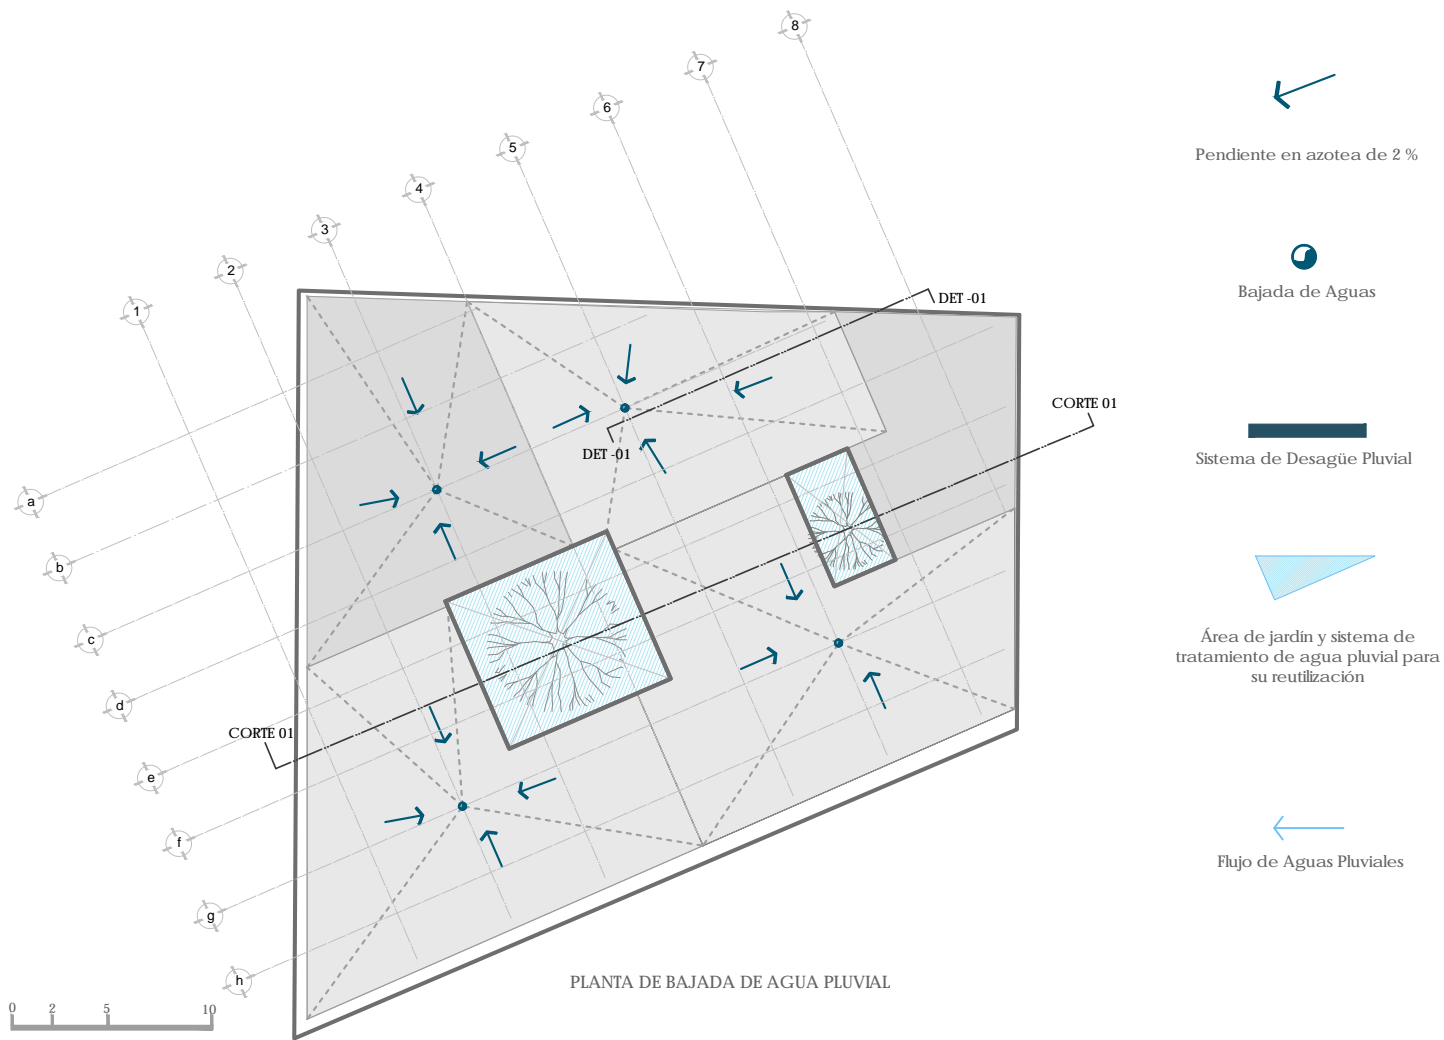 8
7
6
5
4
3
2
1
a
b
c
d
e
f
g
h
DET -01
DET -01
CORTE 01
CORTE 01
Pendiente en azotea de 2 %
Bajada de Aguas
Sistema de Desagüe Pluvial
Área de jardín y sistema de
tratamiento de agua pluvial para
su reutilización
Flujo de Aguas Pluviales
PLANTA DE BAJADA DE AGUA PLUVIAL
0 2 5 10